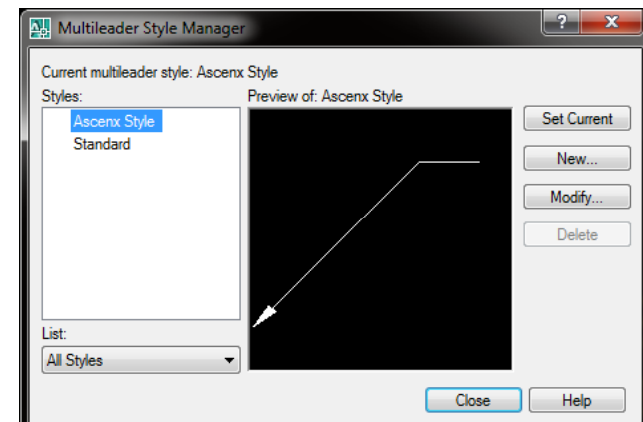 Multileader Style Manager
?
X
Current multileader style: Ascenx Style
Styles:
Preview of: Ascenx Style
Ascenx Style
Standard
Set Current
New...
Modify...
Delete
List:
All Styles
Close
Help